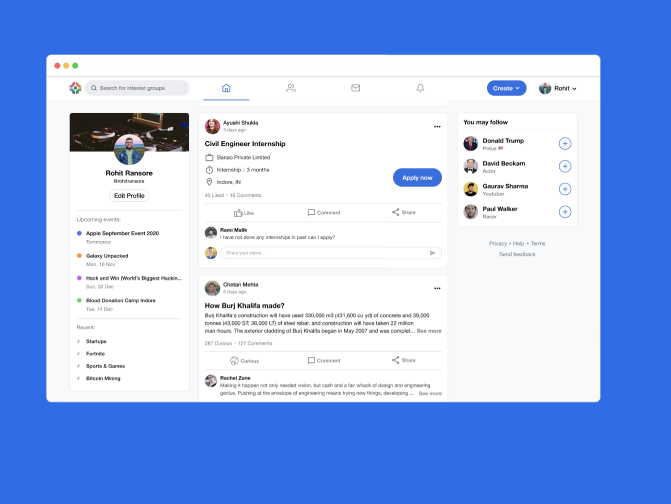 Search for interest groups
Create
Rohit
Rohit Ransore
@rohitransore
Edit Profile
Upcoming events:
Apple September Event 2020
Tommorow
Galaxy Unpacked
Mon, 16 Nov
Hack and Win (World's Biggest Hackin...
Sun, 02 Dec
Blood Donation Camp Indore
Tue, 14 Dec
Recent:
# Startups
# Fortnite
# Sports & Games
# Bitcoin Mining
Ayushi Shukla
3 days ago
Civil Engineer Internship
Banao Private Limited
Internship · 3 months
Indore, IN
Apply now
40 Liked • 16 Comments
Like
Comment
Share
Rami Malik
I have not done any internships in past can I apply?
Share your views..
Chetan Mehta
6 Days ago
How Burj Khalifa made?
Burj Khalifa's construction will have used 330,000 m3 (431,600 cu yd) of concrete and 39,000
tonnes (43,000 ST; 38,000 LT) of steel rebar, and construction will have taken 22 million
man-hours. The exterior cladding of Burj Khalifa began in May 2007 and was complet... See more
287 Curious • 127 Comments
Curious
Comment
Share
Rachel Zane
Making it happen not only needed vision, but cash and a fair whack of design and engineering
genius. Pushing at the envelope of engineering means trying new things, developing ... See more
You may follow
Donald Trump
Potus
David Beckam
Actor
Gaurav Sharma
Youtuber
Paul Walker
Racer
Privacy • Help • Terms
Send feedback